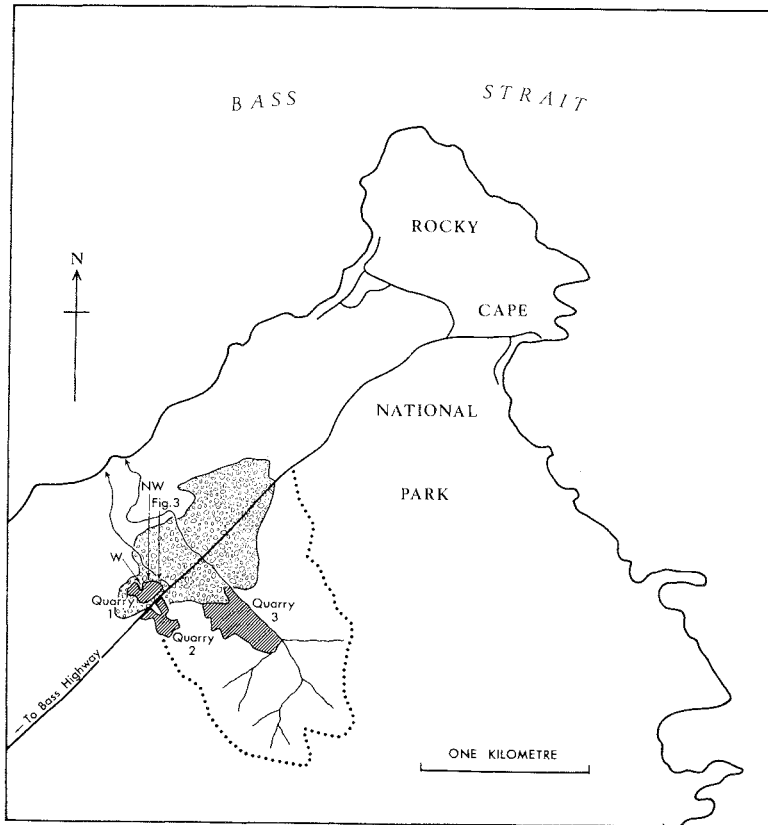 BASS STRAIT
ROCKY
N
CAPE
NATIONAL
PARK
NW
Fig.3
W
Quarry
1
Quarry
2
Quarry
3
— To Bass Highway
ONE KILOMETRE